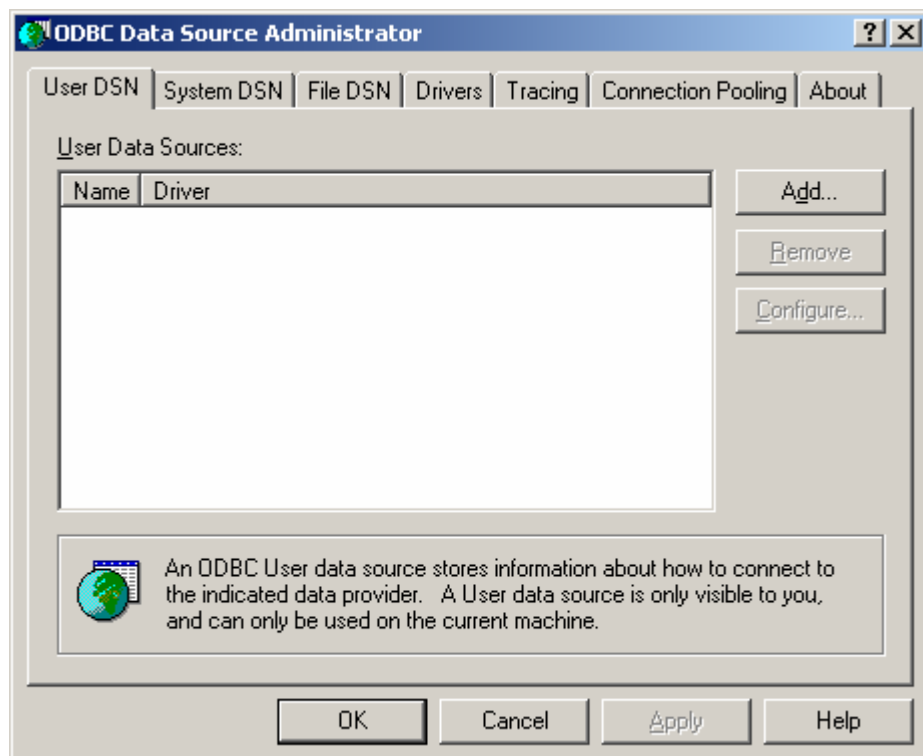 ODBC Data Source Administrator
User DSN System DSN File DSN Drivers Tracing Connection Pooling About
User Data Sources:
Name Driver
Add...
Remove
Configure...
An ODBC User data source stores information about how to connect to
the indicated data provider. A User data source is only visible to you,
and can only be used on the current machine.
OK Cancel Apply Help